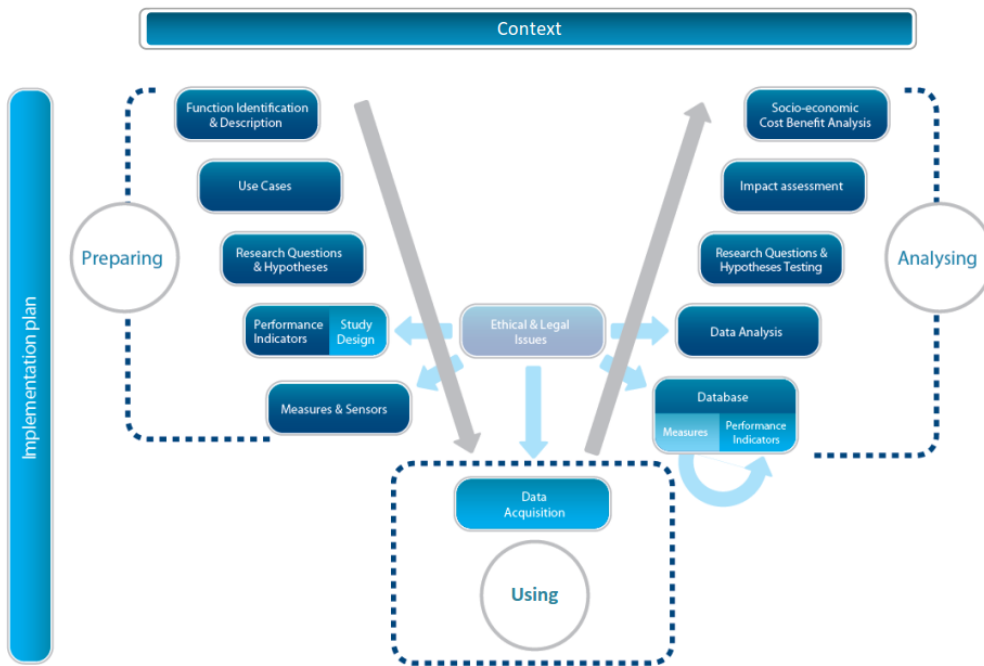 Context
Implementation plan
Preparing
Function Identification
& Description
Use Cases
Research Questions
& Hypotheses
Performance
Indicators
Study
Design
Measures & Sensors
Ethical & Legal
Issues
Data
Acquisition
Using
Socio-economic
Cost Benefit Analysis
Impact assessment
Research Questions &
Hypotheses Testing
Data Analysis
Database
Measures
Performance
Indicators
Analysing